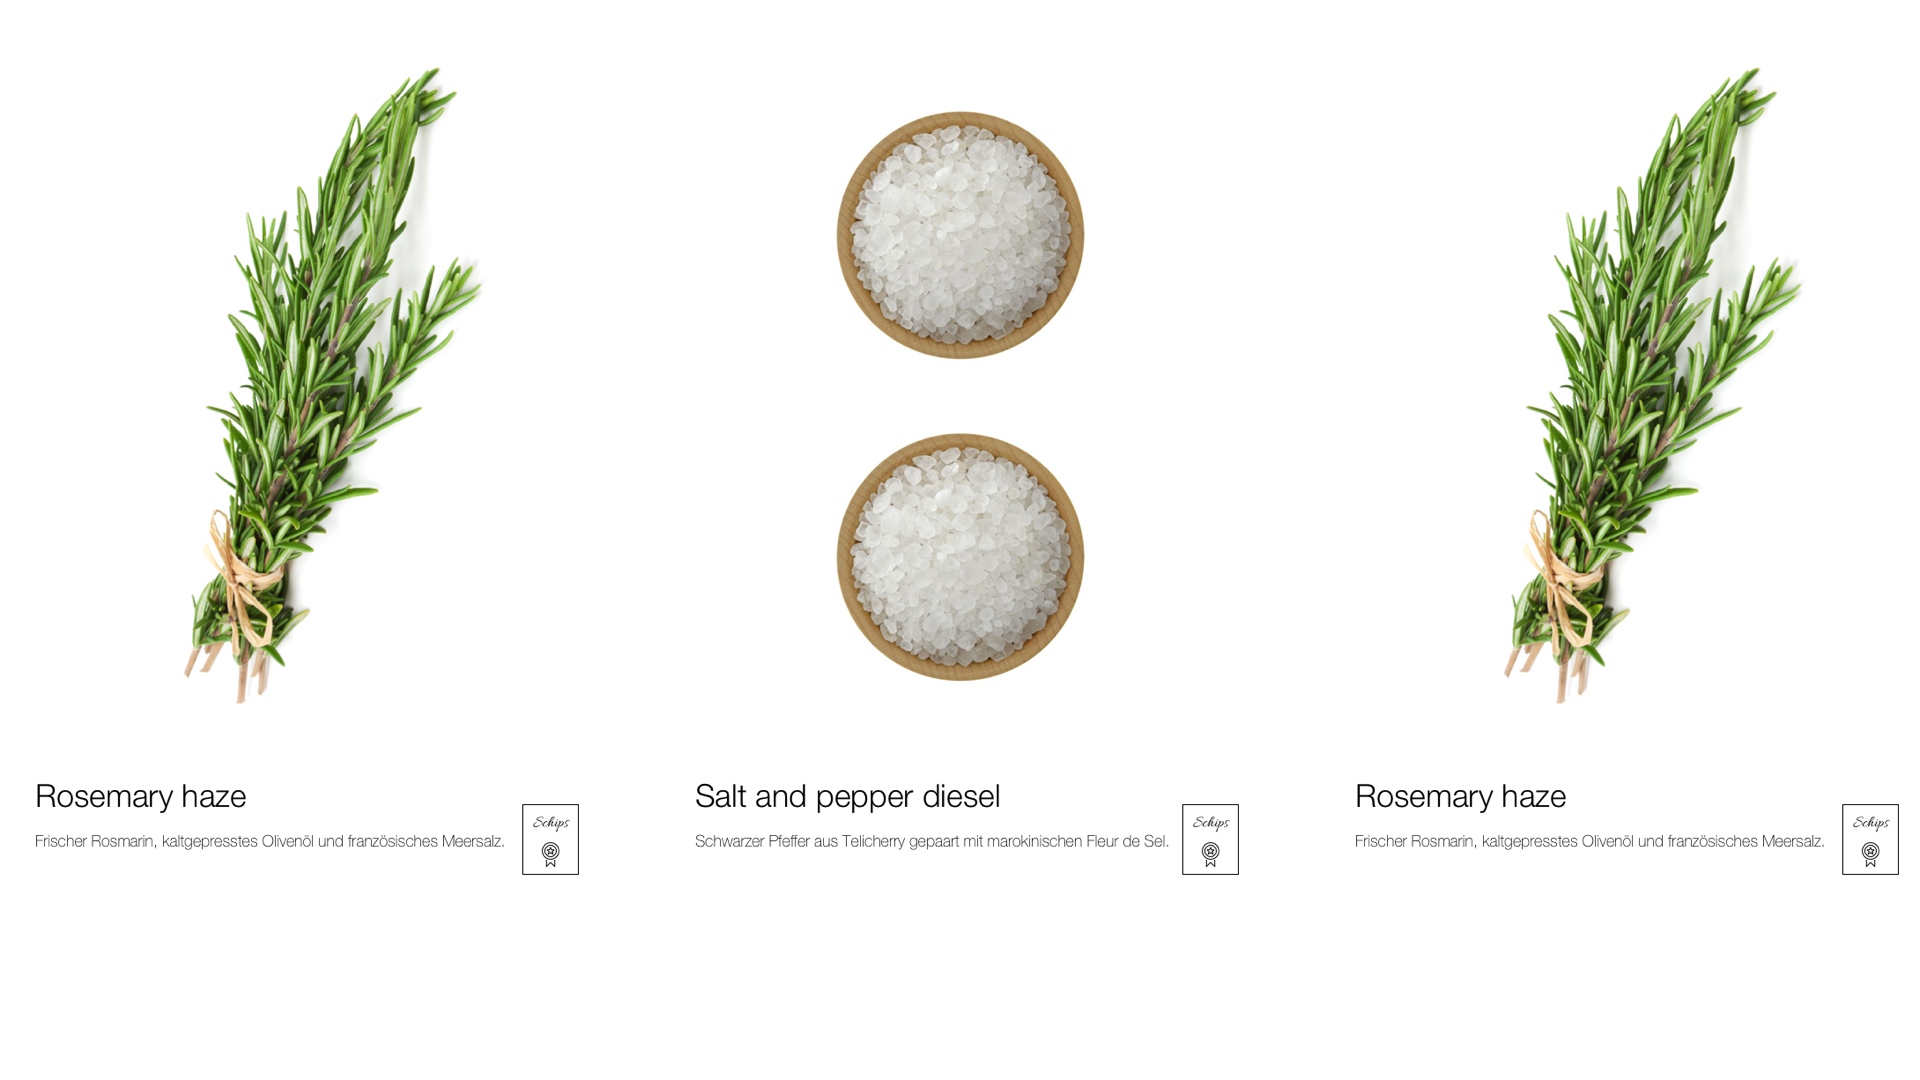 Rosemary haze
Frischer Rosmarin, kaltgepresstes Olivenöl und französisches Meersalz.
Schips
Salt and pepper diesel
Schwarzer Pfeffer aus Telicherry gepaart mit marokinischen Fleur de Sel.
Schips
Rosemary haze
Frischer Rosmarin, kaltgepresstes Olivenöl und französisches Meersalz.
Schips